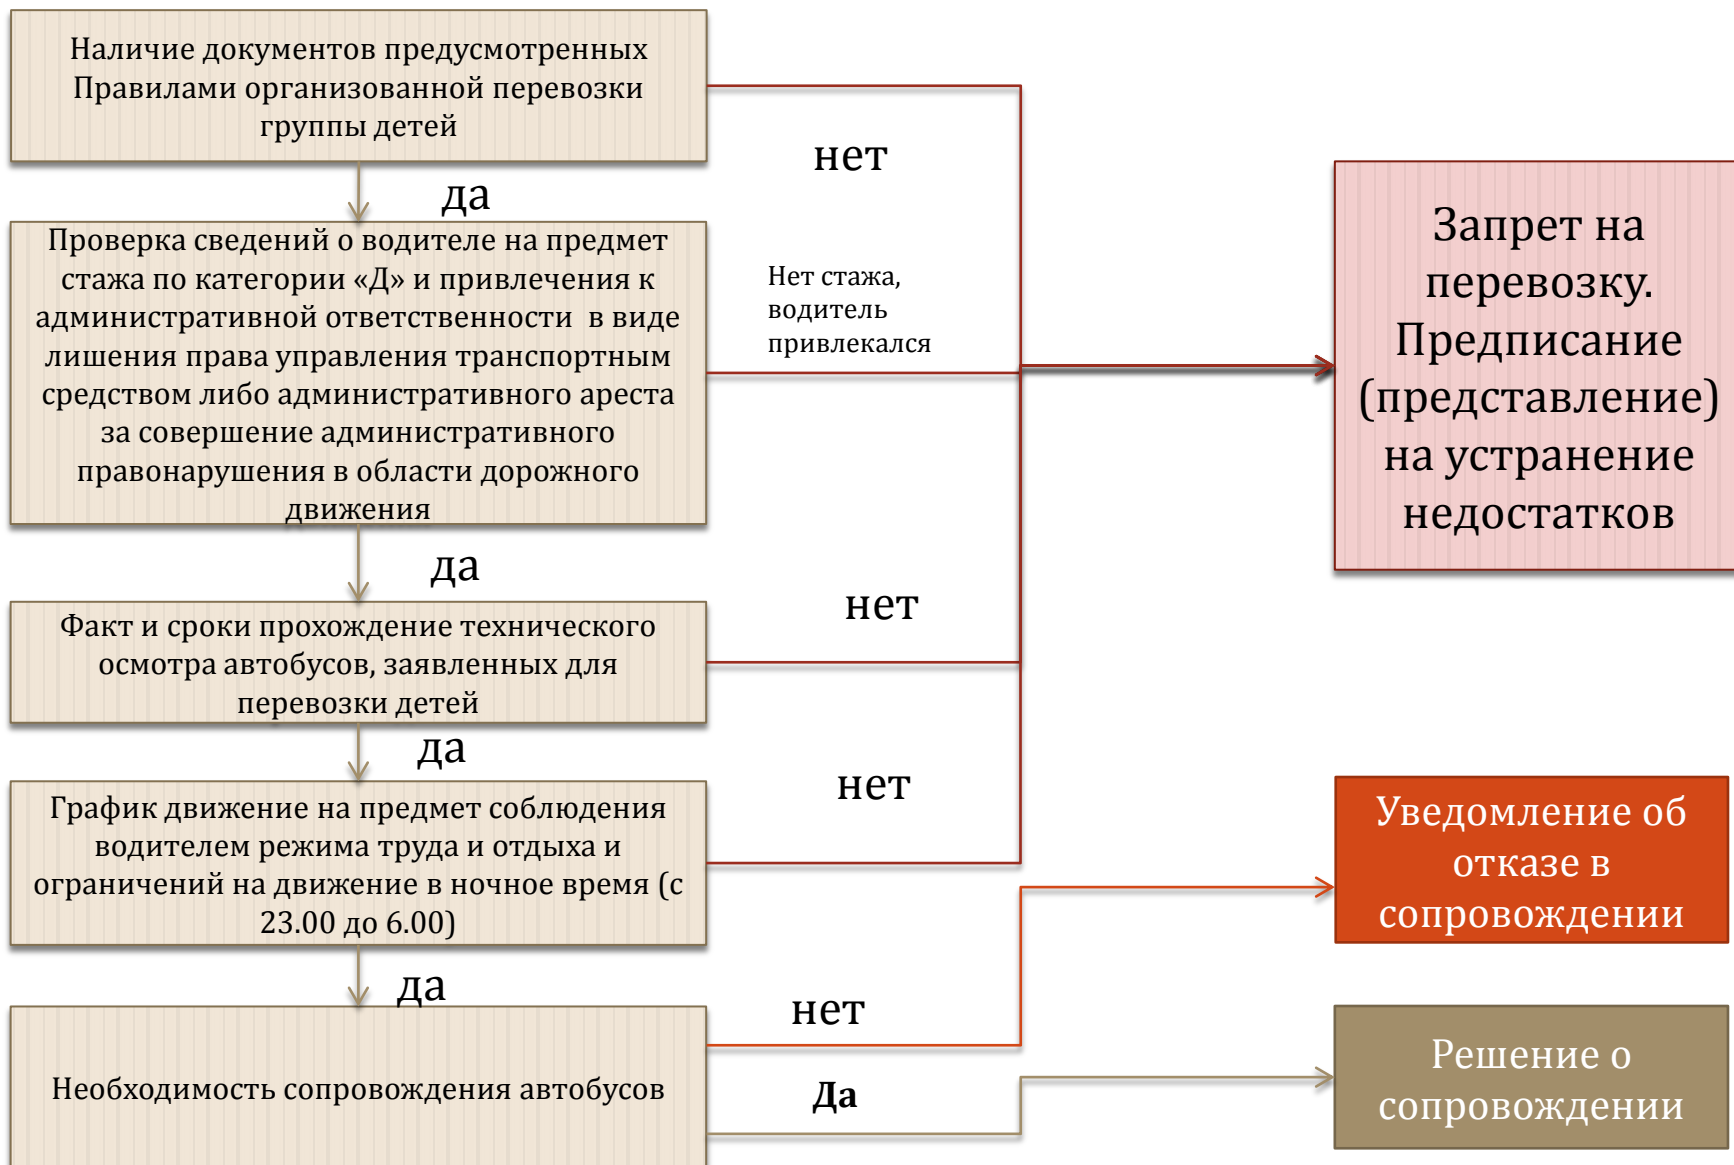 Наличие документов предусмотренных
Правилами организованной перевозки
группы детей
нет
да
Проверка сведений о водителе на предмет
стажа по категории «Д» и привлечения к
административной ответственности в виде
лишения права управления транспортным
средством либо административного ареста
за совершение административного
правонарушения в области дорожного
движения
Нет стажа,
водитель
привлекался
Запрет на
перевозку.
Предписание
(представление)
на устранение
недостатков
да
Факт и сроки прохождение технического
осмотра автобусов, заявленных для
перевозки детей
нет
да
График движение на предмет соблюдения
водителем режима труда и отдыха и
ограничений на движение в ночное время (с
23.00 до 6.00)
нет
Уведомление об
отказе в
сопровождении
да
Необходимость сопровождения автобусов
нет
Да
Решение о
сопровождении